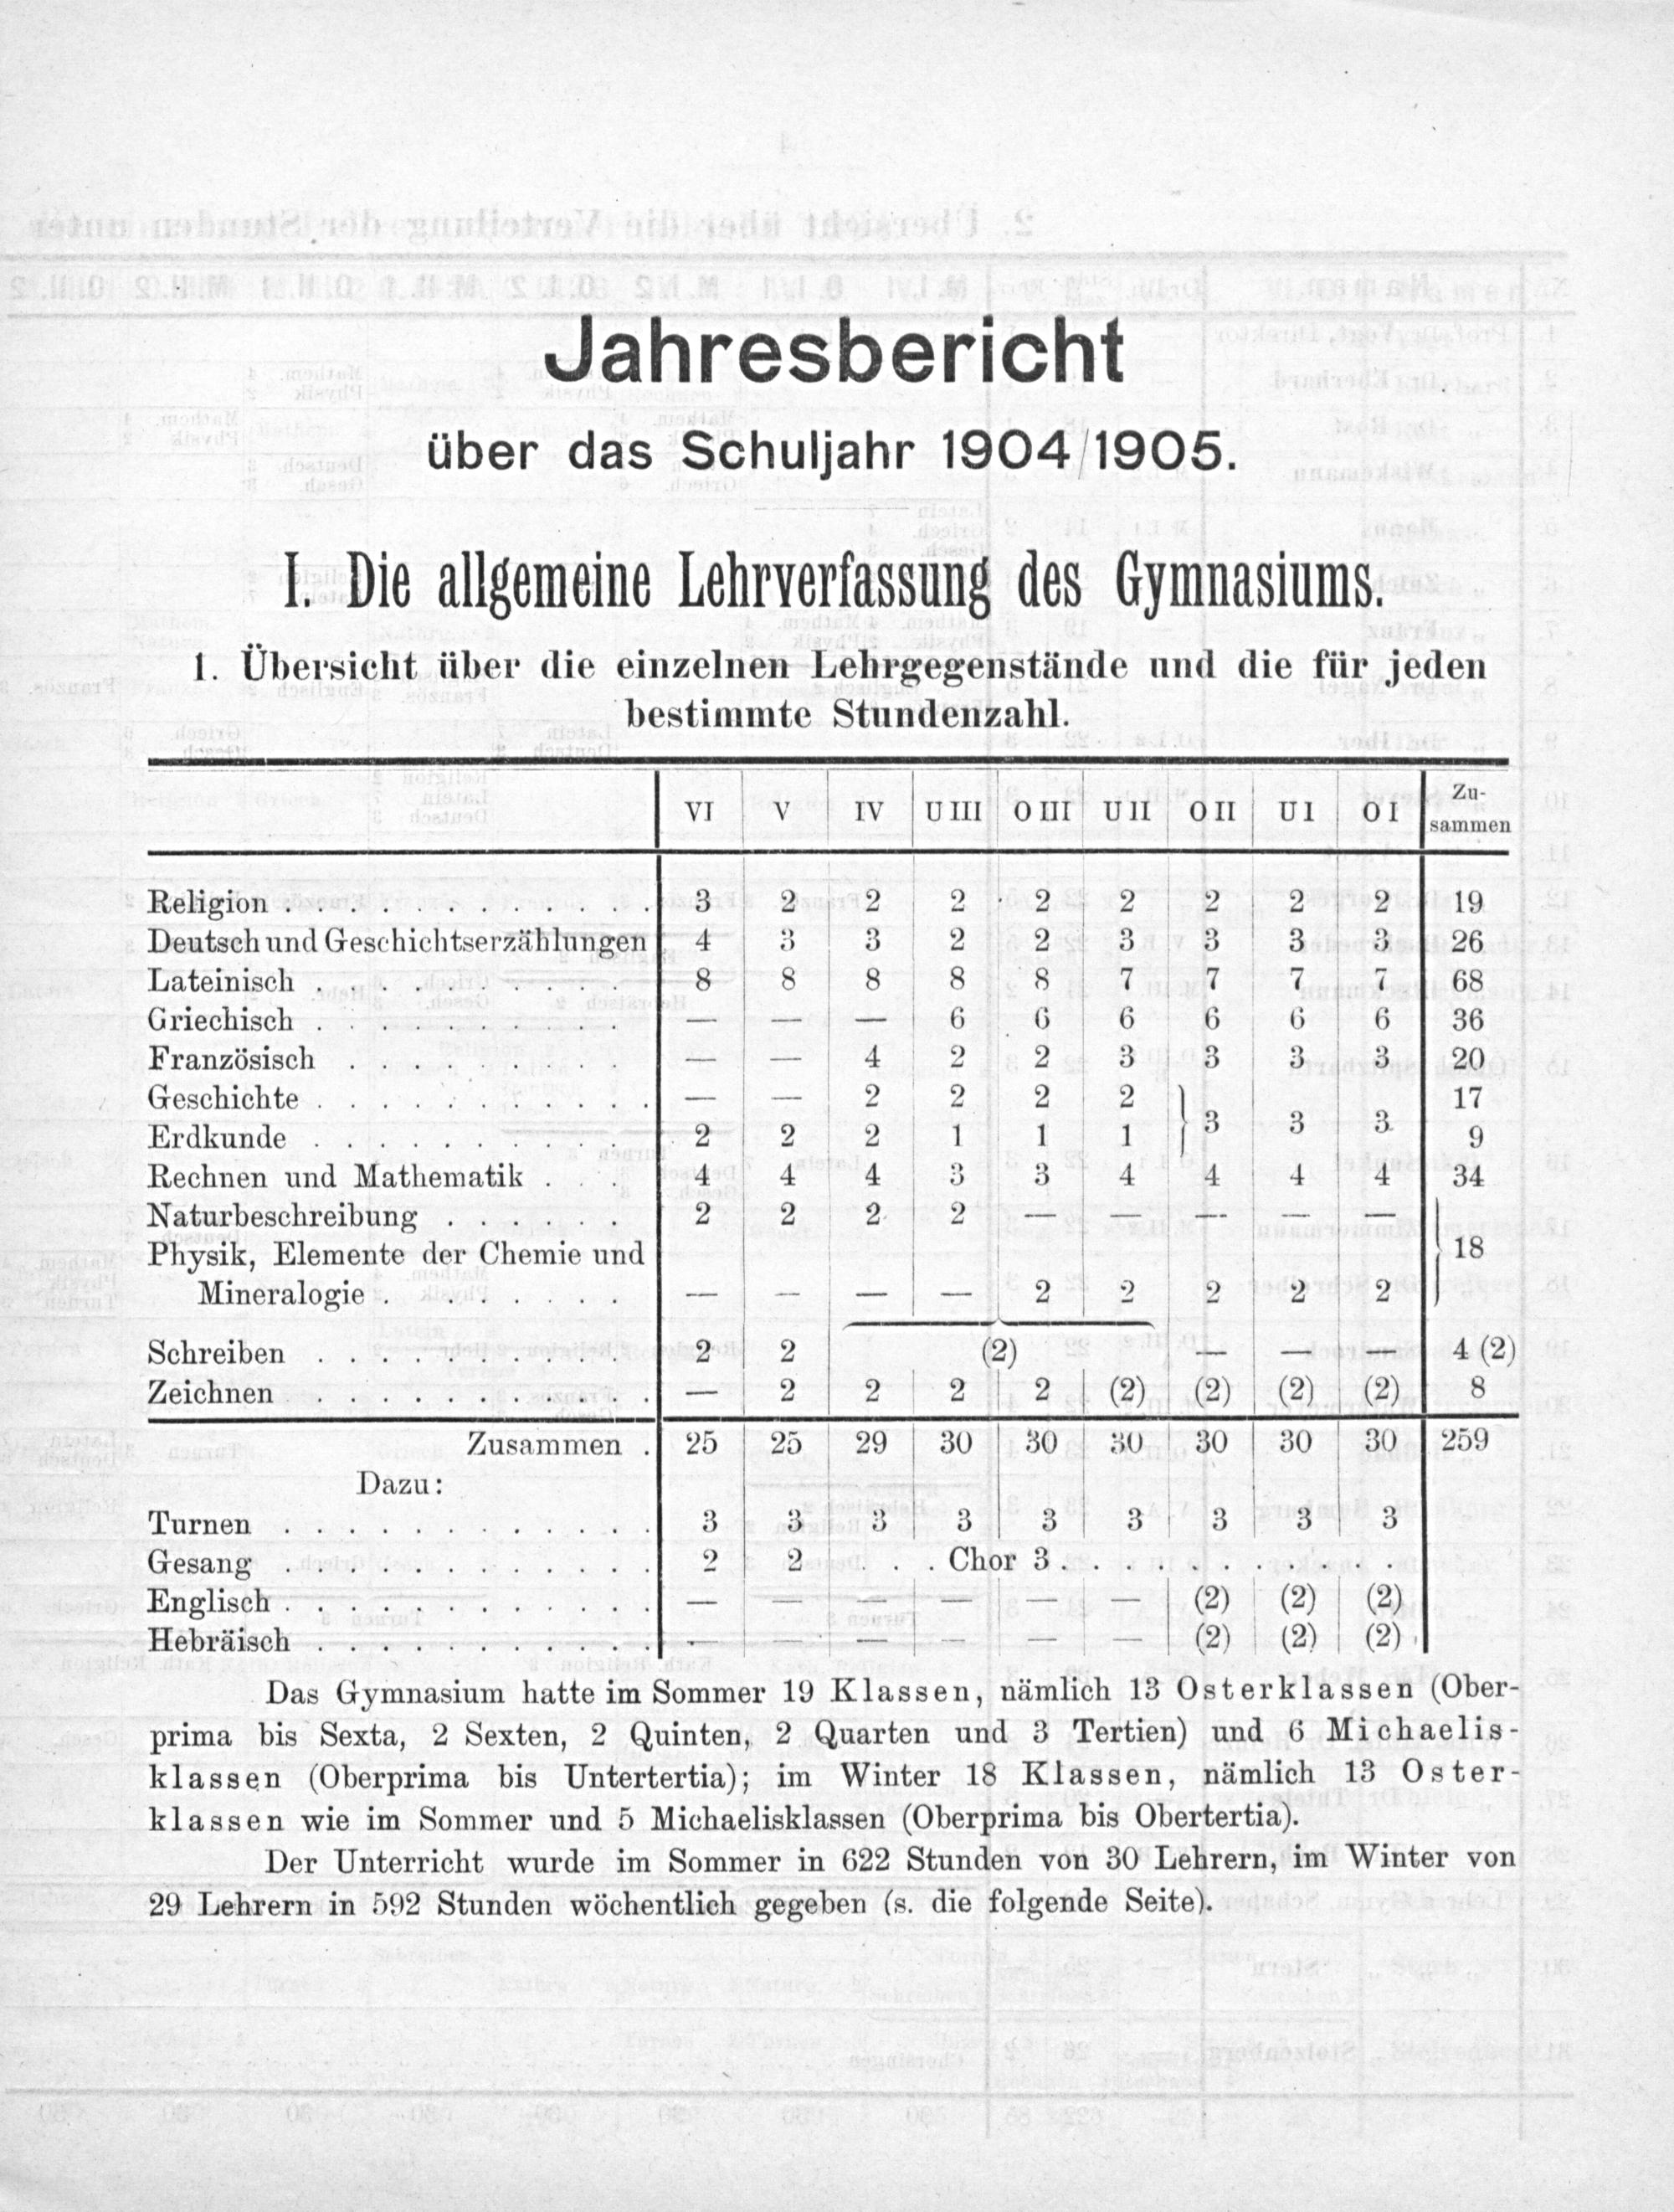 Jahresbericht
über das Schuljahr 1904/1905.
I. Die allgemeine Lehrverfassung des Gymnasiums.
1. Übersicht über die einzelnen Lehrgegenstände und die für jeden
bestimmte Stundenzahl.
VI V IV U III O III U II O II U I O I Zu-
sammen
Religion . . . . . . . . . . . . 3 2 2 2 2 2 2 2 2 19
Deutsch und Geschichtserzählungen 4 3 3 2 2 3 3 3 3 26
Lateinisch . . . . . . . . . . 8 8 8 8 8 7 7 7 7 68
Griechisch . . . . . . . . . . — — — 6 6 6 6 6 6 36
Französisch . . . . . . . . . — — 4 2 2 3 3 3 3 20
Geschichte . . . . . . . . . . . — — 2 2 2 2 } 3 3 3 17
Erdkunde . . . . . . . . . . 2 2 2 1 1 1 9
Rechnen und Mathematik . . . 4 4 4 3 3 4 4 4 4 34
Naturbeschreibung . . . . . . 2 2 2 2 — — — — — } 18
Physik, Elemente der Chemie und
Mineralogie . . . . . . . . — — — — 2 2 2 2 2
Schreiben . . . . . . . . . . 2 2 (2) — — — 4 (2)
Zeichnen . . . . . . . . . . . — 2 2 2 2 (2) (2) (2) (2) 8
Zusammen . 25 25 29 30 30 30 30 30 30 259
Dazu:
Turnen . . . . . . . . . . . . 3 3 3 3 3 3 3 3 3
Gesang . . . . . . . . . . . . 2 2 . . . Chor 3 . . . . . . . . . . .
Englisch . . . . . . . . . . . . — — — — — — (2) (2) (2)
Hebräisch . . . . . . . . . . . — — — — — — (2) (2) (2)
Das Gymnasium hatte im Sommer 19 Klassen, nämlich 13 Osterklassen (Ober-
prima bis Sexta, 2 Sexten, 2 Quinten, 2 Quarten und 3 Tertien) und 6 Michaelis-
klassen (Oberprima bis Untertertia); im Winter 18 Klassen, nämlich 13 Oster-
klassen wie im Sommer und 5 Michaelisklassen (Oberprima bis Obertertia).
Der Unterricht wurde im Sommer in 622 Stunden von 30 Lehrern, im Winter von
29 Lehrern in 592 Stunden wöchentlich gegeben (s. die folgende Seite).